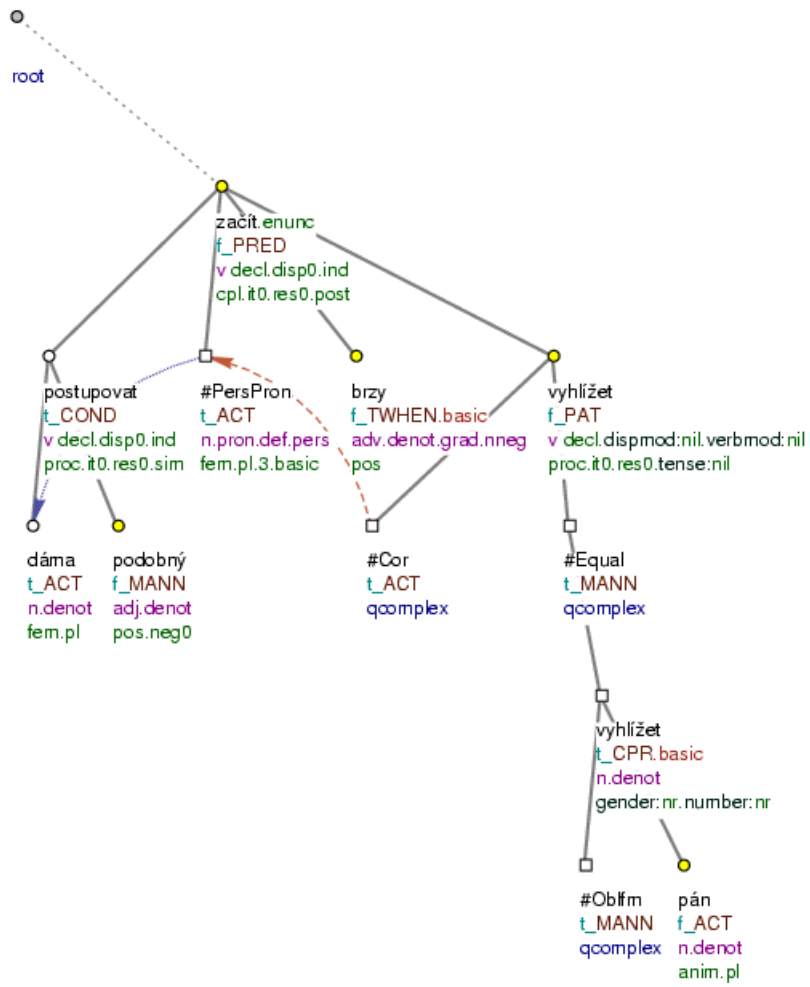 root
začít.enunc
f_PRED
v decl.disp0.ind
cpl.it0.res0.post
postupovat
t_COND
v decl.disp0.ind
proc.it0.res0.sim
#PersPron
t_ACT
n.pron.def.pers
fem.pl.3.basic
brzy
f_TWHEN.basic
adv.denot.grad.nneg
pos
vyhlížet
f_PAT
v decl.dispmod:nil.verbmod:nil
proc.it0.res0.tense:nil
dáma
t_ACT
n.denot
fem.pl
podobný
f_MANN
adj.denot
pos.neg0
#Cor
t_ACT
qcomplex
#Equal
t_MANN
qcomplex
vyhlížet
t_CPR.basic
n.denot
gender:nr.number:nr
#Oblfm
t_MANN
qcomplex
pán
f_ACT
n.denot
anim.pl